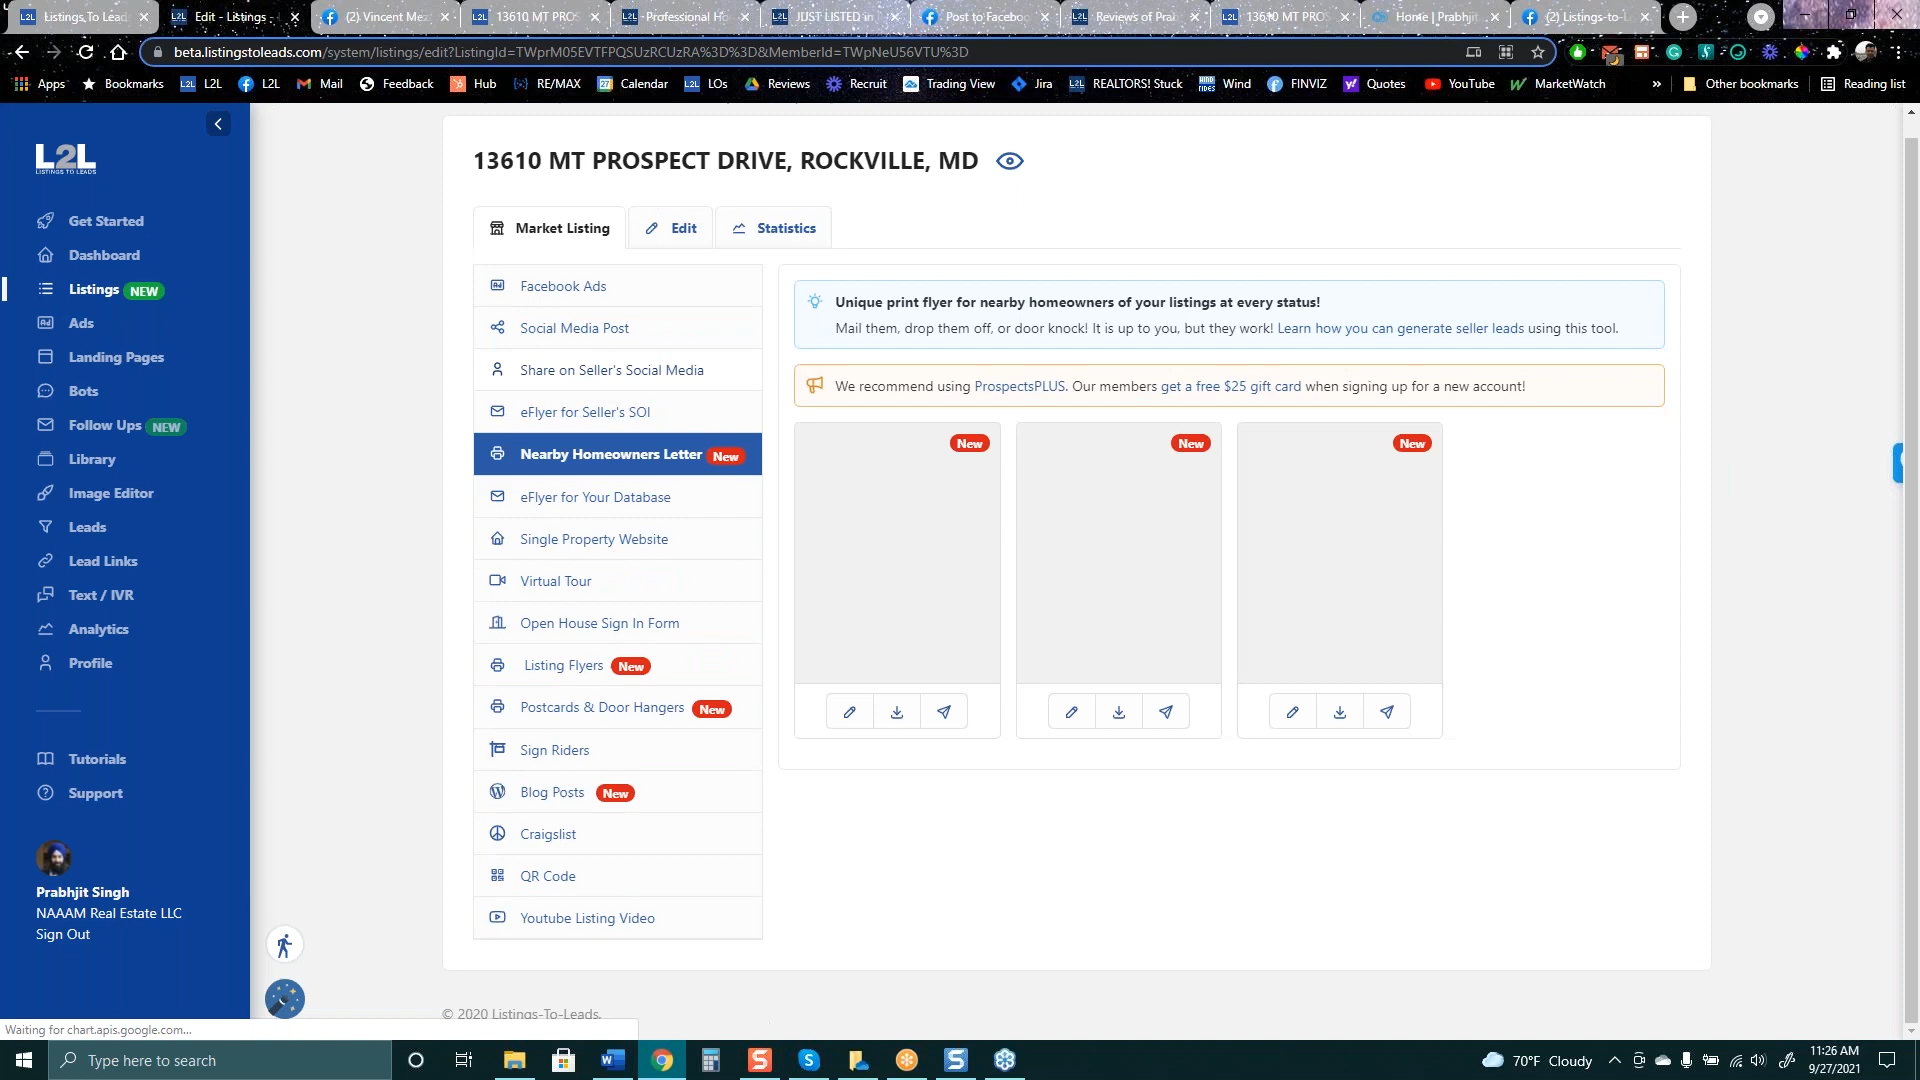 Listings To Lead
Edit - Listings -
(2) Vincent Mez
13610 MT PROS
Professional Ho
JUST LISTED in
Post to Faceboo
Reviews of Prai
13610 MT PROS
Home | Prabhjit
(2) Listings-to-L
beta.listingstoleads.com/system/listings/edit?ListingId=TWprM05EVTFPQSUzRCUzRA%3D%3D&MemberId=TWpNeU56VTU%3D
Apps
Bookmarks
L2L
L2L
Mail
Feedback
Hub
RE/MAX
Calendar
LOs
Reviews
Recruit
Trading View
Jira
REALTORS! Stuck
Wind
FINVIZ
Quotes
YouTube
MarketWatch
»
Other bookmarks
Reading list
L2L
LISTINGS TO LEADS
Get Started
Dashboard
Listings NEW
Ads
Landing Pages
Bots
Follow Ups NEW
Library
Image Editor
Leads
Lead Links
Text / IVR
Analytics
Profile
Tutorials
Support
Prabhjit Singh
NAAAM Real Estate LLC
Sign Out
13610 MT PROSPECT DRIVE, ROCKVILLE, MD
Market Listing
Edit
Statistics
Facebook Ads
Social Media Post
Share on Seller's Social Media
eFlyer for Seller's SOI
Nearby Homeowners Letter New
eFlyer for Your Database
Single Property Website
Virtual Tour
Open House Sign In Form
Listing Flyers New
Postcards & Door Hangers New
Sign Riders
Blog Posts New
Craigslist
QR Code
Youtube Listing Video
Unique print flyer for nearby homeowners of your listings at every status!
Mail them, drop them off, or door knock! It is up to you, but they work! Learn how you can generate seller leads using this tool.
We recommend using ProspectsPLUS. Our members get a free $25 gift card when signing up for a new account!
New
New
New
© 2020 Listings-To-Leads.
Waiting for chart.apis.google.com...
Type here to search
70°F Cloudy
11:26 AM
9/27/2021